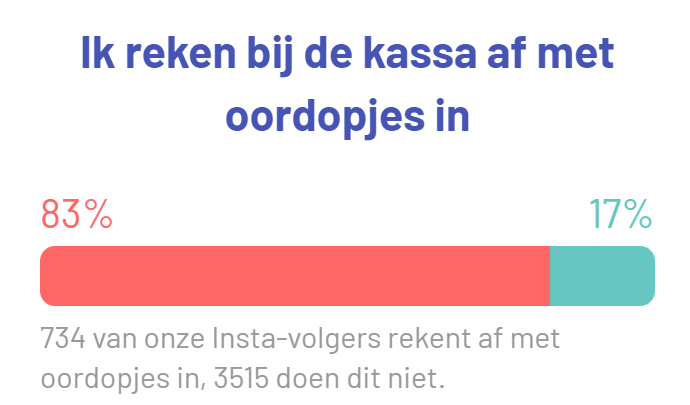 Ik reken bij de kassa af met
oordopjes in
83%
17%
734 van onze Insta-volgers rekent af met
oordopjes in, 3515 doen dit niet.